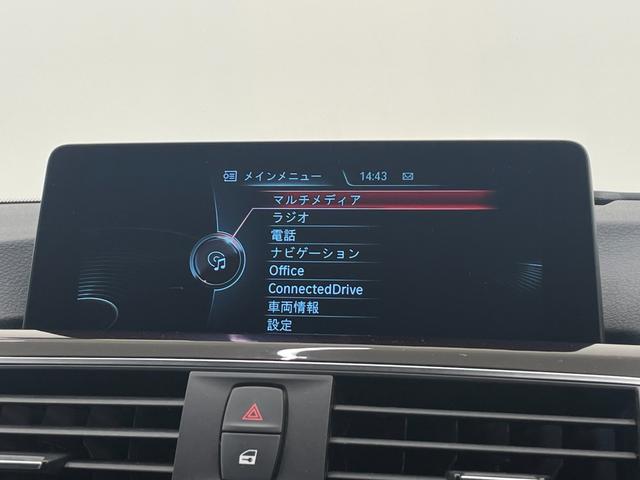 メインメニュー 14:43
マルチメディア
ラジオ
電話
ナビゲーション
Office
ConnectedDrive
車両情報
設定